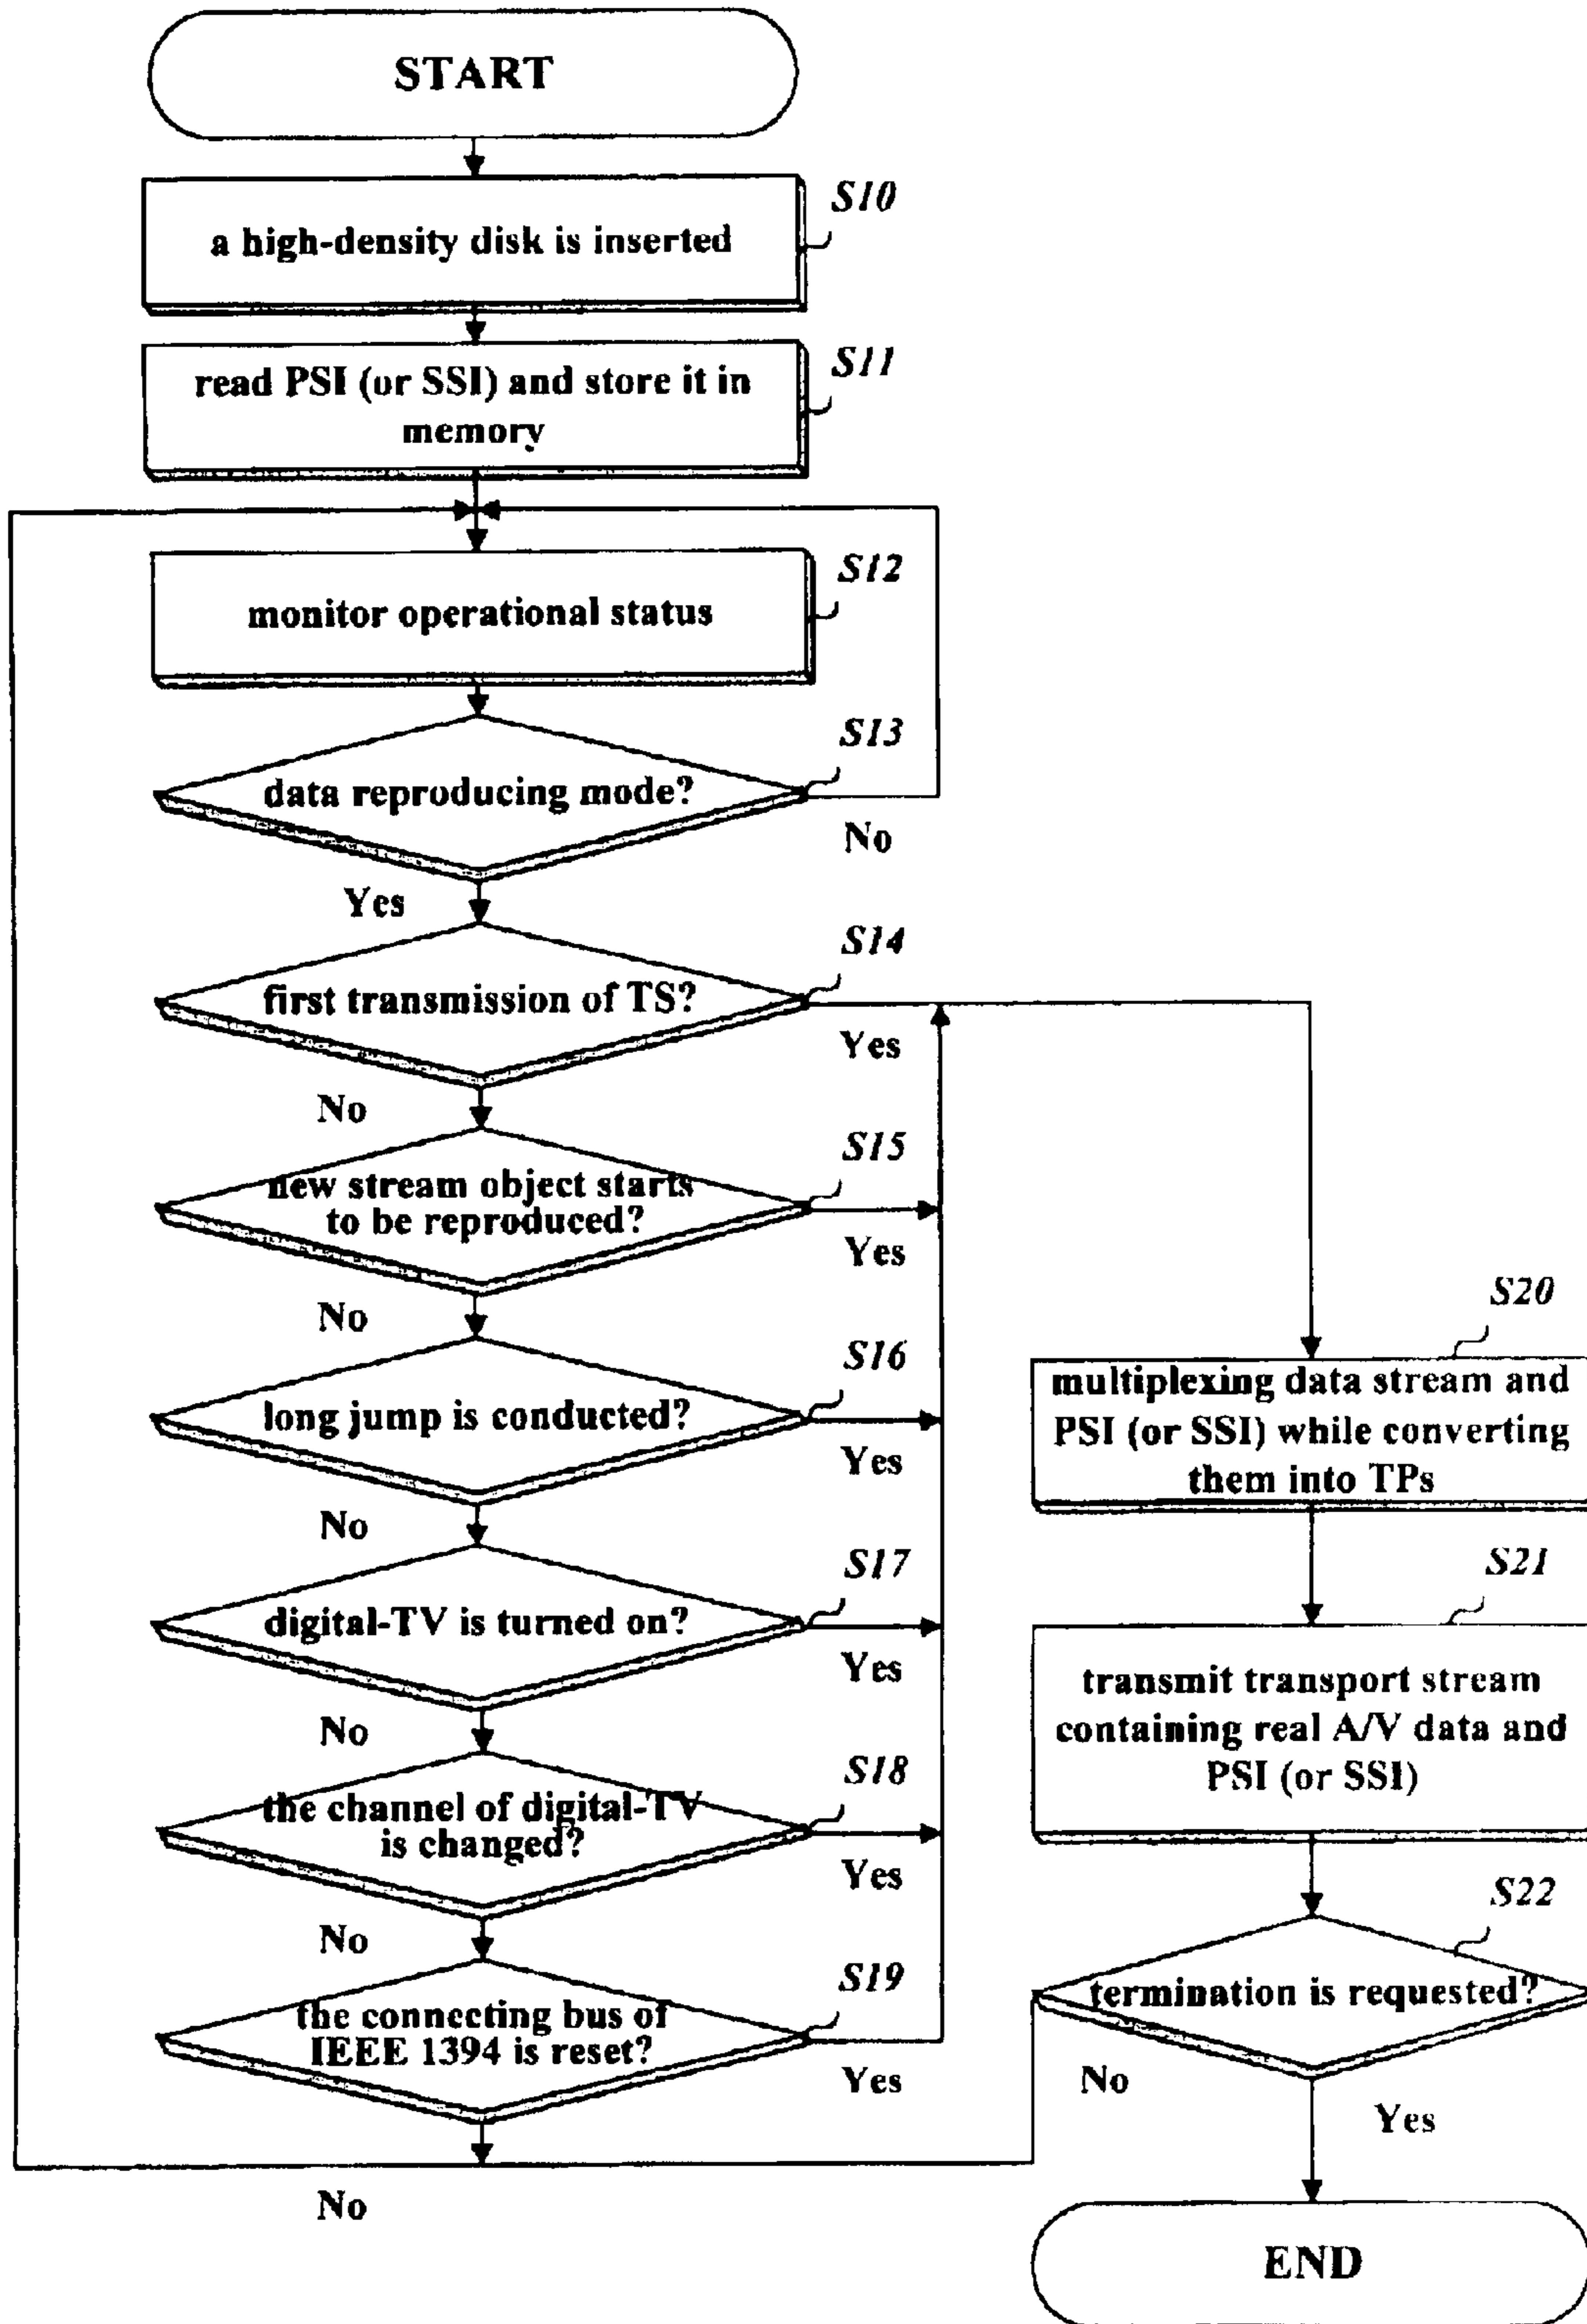 START
S10
a high-density disk is inserted
S11
read PSI (or SSI) and store it in
memory
S12
monitor operational status
S13
data reproducing mode?
No
Yes
S14
first transmission of TS?
Yes
No
S15
new stream object starts
to be reproduced?
Yes
No
S16
long jump is conducted?
Yes
No
S17
digital-TV is turned on?
Yes
No
S18
the channel of digital-TV
is changed?
Yes
No
S19
the connecting bus of
IEEE 1394 is reset?
Yes
No
S20
multiplexing data stream and
PSI (or SSI) while converting
them into TPs
S21
transmit transport stream
containing real A/V data and
PSI (or SSI)
S22
termination is requested?
No
Yes
END